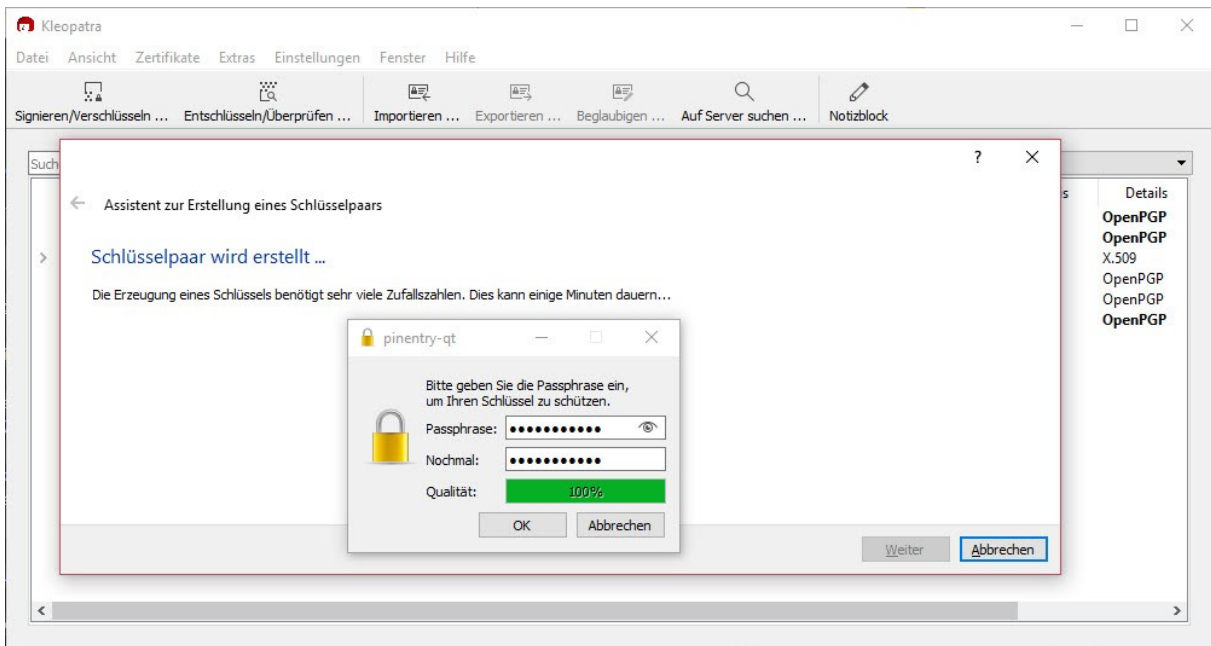 Kleopatra
Datei Ansicht Zertifikate Extras Einstellungen Fenster Hilfe
Signieren/Verschlüsseln ... Entschlüsseln/Überprüfen ... Importieren ... Exportieren ... Beglaubigen ... Auf Server suchen ... Notizblock
Such
? 
s Details
Assistent zur Erstellung eines Schlüsselpaars
OpenPGP
OpenPGP
Schlüsselpaar wird erstellt ...
X.509
OpenPGP
Die Erzeugung eines Schlüssels benötigt sehr viele Zufallszahlen. Dies kann einige Minuten dauern...
OpenPGP
OpenPGP
pinentry-qt
Bitte geben Sie die Passphrase ein,
um Ihren Schlüssel zu schützen.
Passphrase: ●●●●●●●●●●●
Nochmal: ●●●●●●●●●●●
Qualität: 100%
OK Abbrechen
Weiter Abbrechen